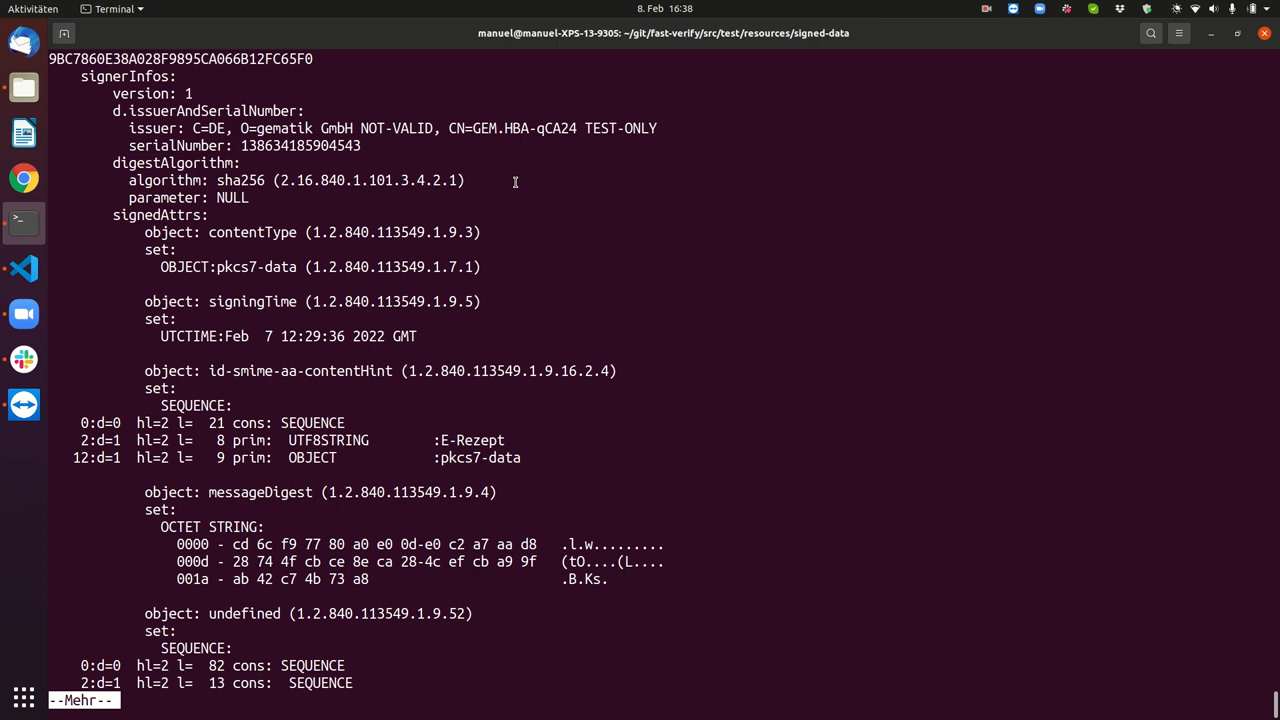 Aktivitäten
Terminal
8. Feb 16:38
manuel@manuel-XPS-13-9305: ~/git/fast-verify/src/test/resources/signed-data
9BC7860E38A028F9895CA066B12FC65F0
signerInfos:
version: 1
d.issuerAndSerialNumber:
issuer: C=DE, O=gematik GmbH NOT-VALID, CN=GEM.HBA-qCA24 TEST-ONLY
serialNumber: 138634185904543
digestAlgorithm:
algorithm: sha256 (2.16.840.1.101.3.4.2.1)
parameter: NULL
signedAttrs:
object: contentType (1.2.840.113549.1.9.3)
set:
OBJECT:pkcs7-data (1.2.840.113549.1.7.1)
object: signingTime (1.2.840.113549.1.9.5)
set:
UTCTIME:Feb  7 12:29:36 2022 GMT
object: id-smime-aa-contentHint (1.2.840.113549.1.9.16.2.4)
set:
SEQUENCE:
0:d=0  hl=2 l=  21 cons: SEQUENCE
2:d=1  hl=2 l=   8 prim:  UTF8STRING        :E-Rezept
12:d=1  hl=2 l=   9 prim:  OBJECT            :pkcs7-data
object: messageDigest (1.2.840.113549.1.9.4)
set:
OCTET STRING:
0000 - cd 6c f9 77 80 a0 e0 0d-e0 c2 a7 aa d8   .l.w.........
000d - 28 74 4f cb ce 8e ca 28-4c ef cb a9 9f   (tO....(L....
001a - ab 42 c7 4b 73 a8                        .B.Ks.
object: undefined (1.2.840.113549.1.9.52)
set:
SEQUENCE:
0:d=0  hl=2 l=  82 cons: SEQUENCE
2:d=1  hl=2 l=  13 cons:  SEQUENCE
--Mehr--